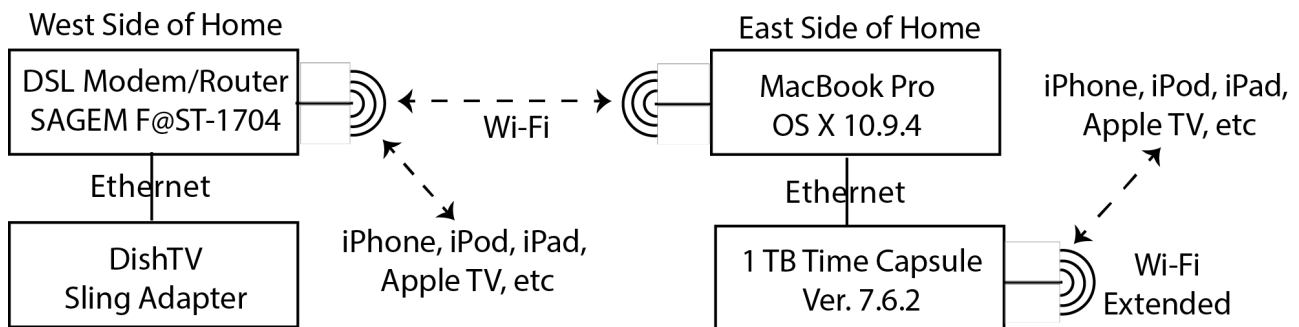 West Side of Home
DSL Modem/Router
SAGEM F@ST-1704
Ethernet
DishTV
Sling Adapter
Wi-Fi
iPhone, iPod, iPad,
Apple TV, etc
East Side of Home
MacBook Pro
OS X 10.9.4
Ethernet
1 TB Time Capsule
Ver. 7.6.2
iPhone, iPod, iPad,
Apple TV, etc
Wi-Fi
Extended